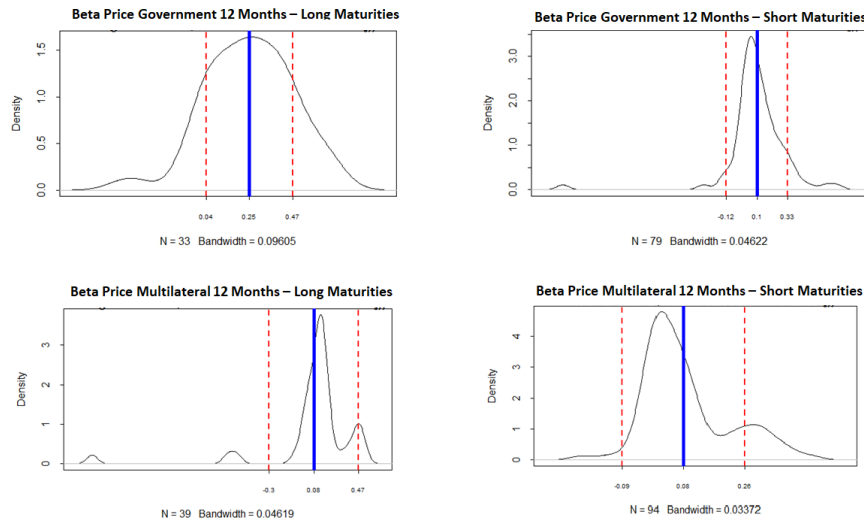 Beta Price Government 12 Months – Long Maturities
Density
0.0
0.5
1.0
1.5
0.04
0.25
0.47
N = 33 Bandwidth = 0.09605
Beta Price Government 12 Months – Short Maturities
Density
0.0
1.0
2.0
3.0
-0.12
0.1
0.33
N = 79 Bandwidth = 0.04622
Beta Price Multilateral 12 Months – Long Maturities
Density
0
1
2
3
-0.3
0.08
0.47
N = 39 Bandwidth = 0.04619
Beta Price Multilateral 12 Months – Short Maturities
Density
0
1
2
3
4
-0.09
0.08
0.26
N = 94 Bandwidth = 0.03372